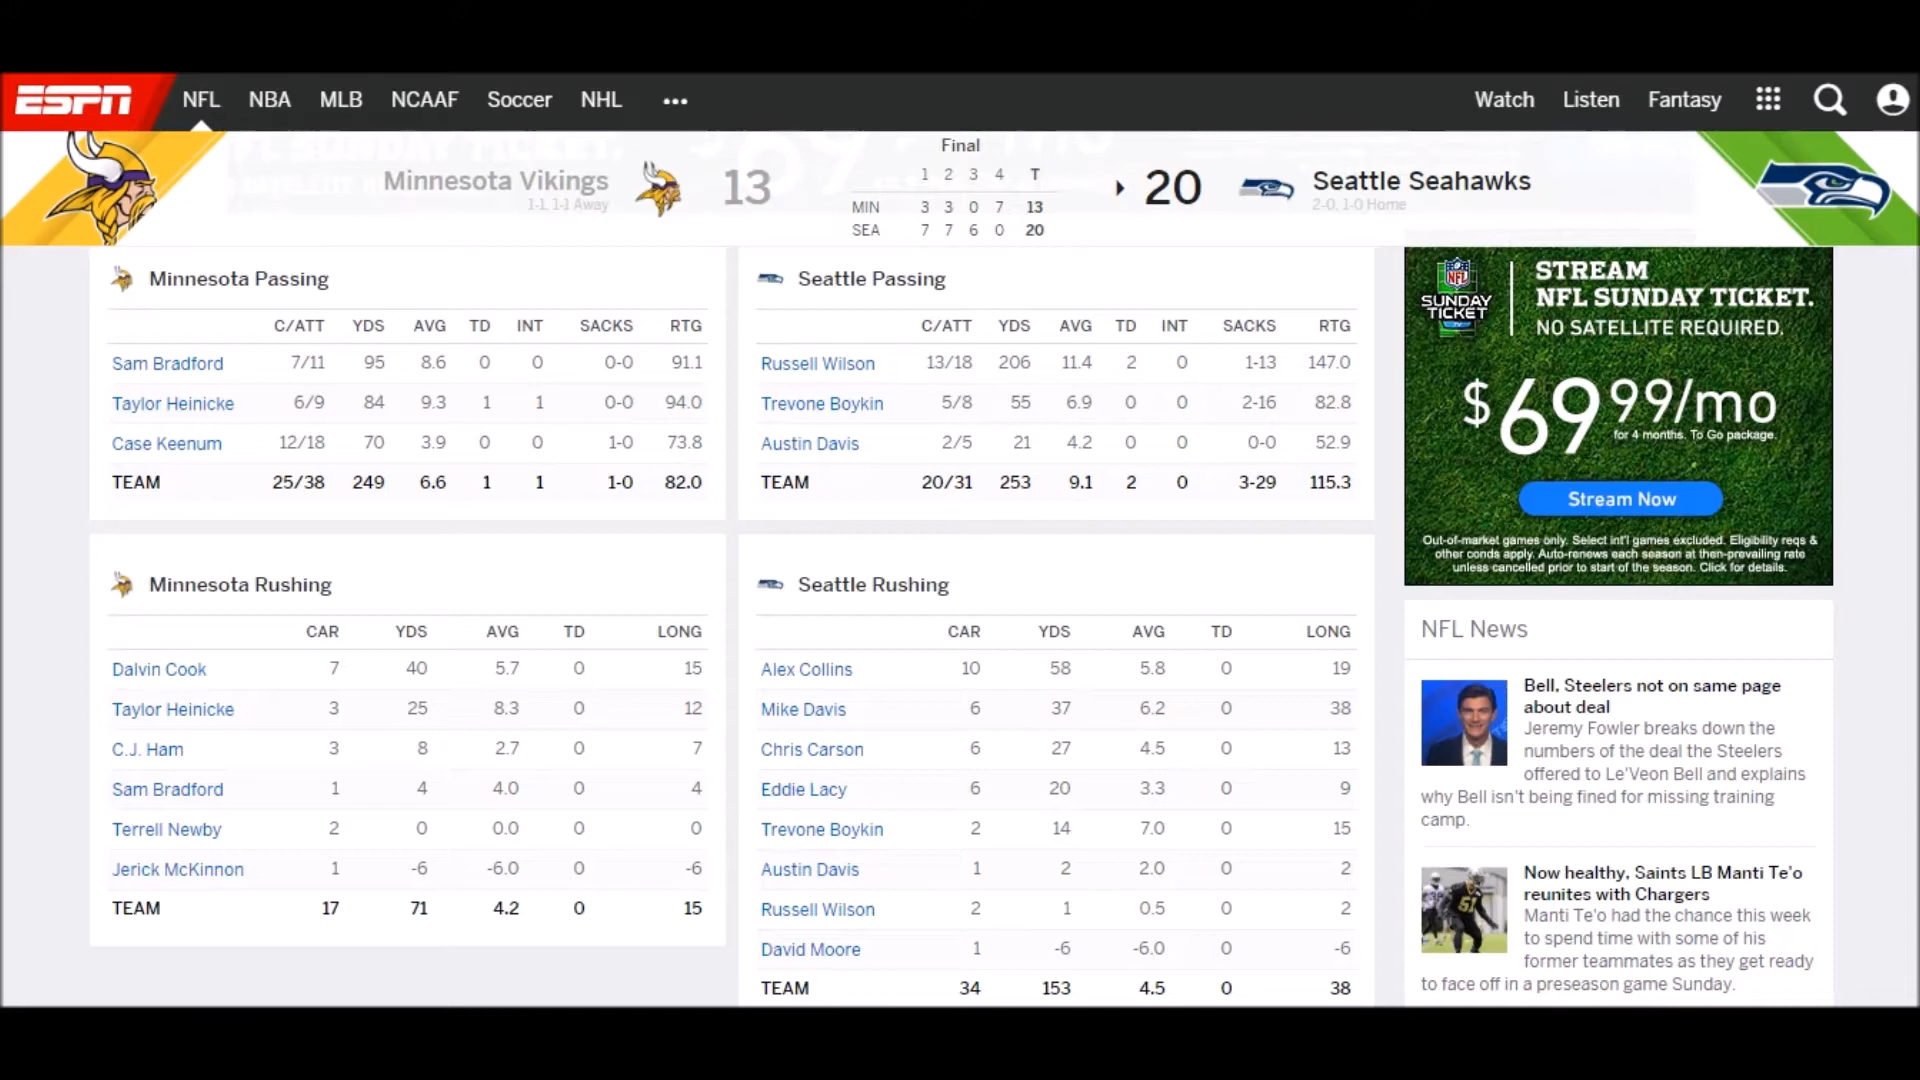 ESPN NFL NBA MLB NCAAF Soccer NHL ••• Watch Listen Fantasy
Final
Minnesota Vikings 13
1-1, 1-1 Away
1 2 3 4 T
MIN 3 3 0 7 13
SEA 7 7 6 0 20
20 Seattle Seahawks
2-0, 1-0 Home
Minnesota Passing
C/ATT YDS AVG TD INT SACKS RTG
Sam Bradford 7/11 95 8.6 0 0 0-0 91.1
Taylor Heinicke 6/9 84 9.3 1 1 0-0 94.0
Case Keenum 12/18 70 3.9 0 0 1-0 73.8
TEAM 25/38 249 6.6 1 1 1-0 82.0
Seattle Passing
C/ATT YDS AVG TD INT SACKS RTG
Russell Wilson 13/18 206 11.4 2 0 1-13 147.0
Trevone Boykin 5/8 55 6.9 0 0 2-16 82.8
Austin Davis 2/5 21 4.2 0 0 0-0 52.9
TEAM 20/31 253 9.1 2 0 3-29 115.3
Minnesota Rushing
CAR YDS AVG TD LONG
Dalvin Cook 7 40 5.7 0 15
Taylor Heinicke 3 25 8.3 0 12
C.J. Ham 3 8 2.7 0 7
Sam Bradford 1 4 4.0 0 4
Terrell Newby 2 0 0.0 0 0
Jerick McKinnon 1 -6 -6.0 0 -6
TEAM 17 71 4.2 0 15
Seattle Rushing
CAR YDS AVG TD LONG
Alex Collins 10 58 5.8 0 19
Mike Davis 6 37 6.2 0 38
Chris Carson 6 27 4.5 0 13
Eddie Lacy 6 20 3.3 0 9
Trevone Boykin 2 14 7.0 0 15
Austin Davis 1 2 2.0 0 2
Russell Wilson 2 1 0.5 0 2
David Moore 1 -6 -6.0 0 -6
TEAM 34 153 4.5 0 38
NFL
SUNDAY
TICKET
TV
STREAM
NFL SUNDAY TICKET.
NO SATELLITE REQUIRED.
$69 99/mo
for 4 months. To Go package.
Stream Now
Out-of-market games only. Select int'l games excluded. Eligibility reqs &
other conds apply. Auto-renews each season at then-prevailing rate
unless cancelled prior to start of the season. Click for details.
NFL News
Bell, Steelers not on same page
about deal
Jeremy Fowler breaks down the
numbers of the deal the Steelers
offered to Le'Veon Bell and explains
why Bell isn't being fined for missing training
camp.
Now healthy, Saints LB Manti Te'o
reunites with Chargers
Manti Te'o had the chance this week
to spend time with some of his
former teammates as they get ready
to face off in a preseason game Sunday.